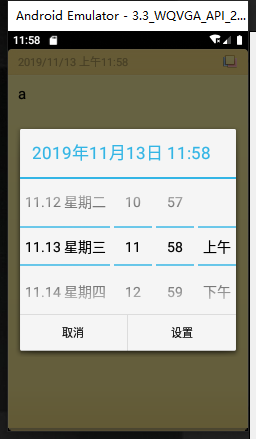 Android Emulator - 3.3_WQVGA_API_2...
11:58
2019/11/13 上午11:58
a
2019年11月13日 11:58
11.12 星期二 10 57
11.13 星期三 11 58 上午
11.14 星期四 12 59 下午
取消 设置